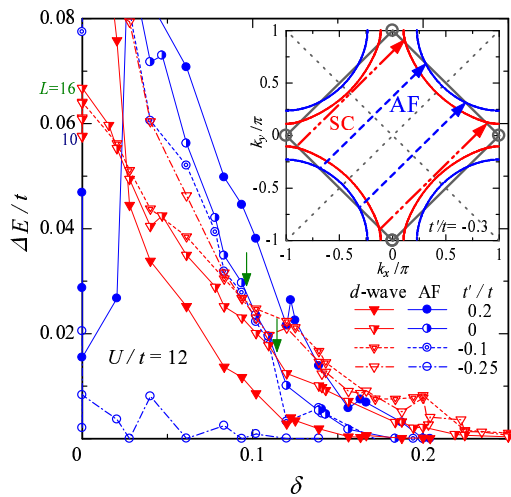 0.08
0.06
0.04
0.02
0
ΔE / t
L=16
10
U / t = 12
0
0.1
0.2
δ
1
0.5
0
-0.5
-1
ky /π
-1
-0.5
0
0.5
1
kx /π
SC
AF
t'/t= -0.3
d-wave AF t' / t
0.2
0
-0.1
-0.25